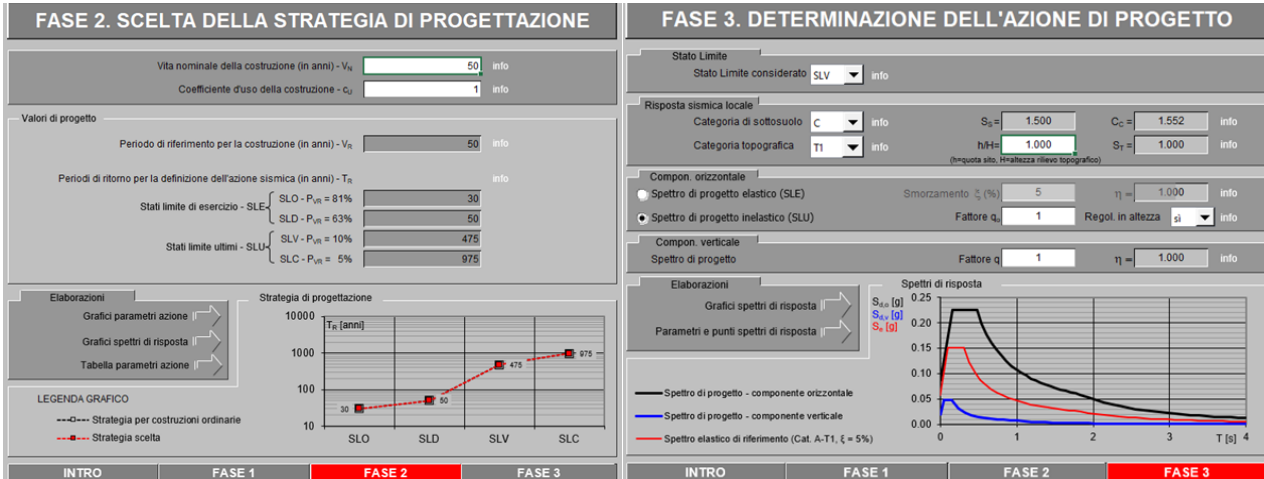 FASE 2. SCELTA DELLA STRATEGIA DI PROGETTAZIONE
Vita nominale della costruzione (in anni) - VN 50 info
Coefficiente d'uso della costruzione - cU 1 info
Valori di progetto
Periodo di riferimento per la costruzione (in anni) - VR 50 info
Periodi di ritorno per la definizione dell'azione sismica (in anni) - TR info
Stati limite di esercizio - SLE
SLO - PVR = 81% 30
SLD - PVR = 63% 50
Stati limite ultimi - SLU
SLV - PVR = 10% 475
SLC - PVR = 5% 975
Elaborazioni
Grafici parametri azione
Grafici spettri di risposta
Tabella parametri azione
LEGENDA GRAFICO
Strategia per costruzioni ordinarie
Strategia scelta
Strategia di progettazione
TR [anni]
10000
1000
100
10
30
50
475
975
SLO SLD SLV SLC
INTRO FASE 1 FASE 2 FASE 3
FASE 3. DETERMINAZIONE DELL'AZIONE DI PROGETTO
Stato Limite
Stato Limite considerato SLV info
Risposta sismica locale
Categoria di sottosuolo C info SS = 1.500 CC = 1.552 info
Categoria topografica T1 info h/H= 1.000 ST = 1.000 info
(h=quota sito, H=altezza rilievo topografico)
Compon. orizzontale
Spettro di progetto elastico (SLE) Smorzamento ξ (%) 5 η = 1.000 info
Spettro di progetto inelastico (SLU) Fattore qo 1 Regol. in altezza sì info
Compon. verticale
Spettro di progetto Fattore q 1 η = 1.000 info
Elaborazioni
Grafici spettri di risposta
Parametri e punti spettri di risposta
Spettro di progetto - componente orizzontale
Spettro di progetto - componente verticale
Spettro elastico di riferimento (Cat. A-T1, ξ = 5%)
Spettri di risposta
Sd,o [g]
Sd,v [g]
Se [g]
0.25
0.20
0.15
0.10
0.05
0.00
0 1 2 3 T [s] 4
INTRO FASE 1 FASE 2 FASE 3